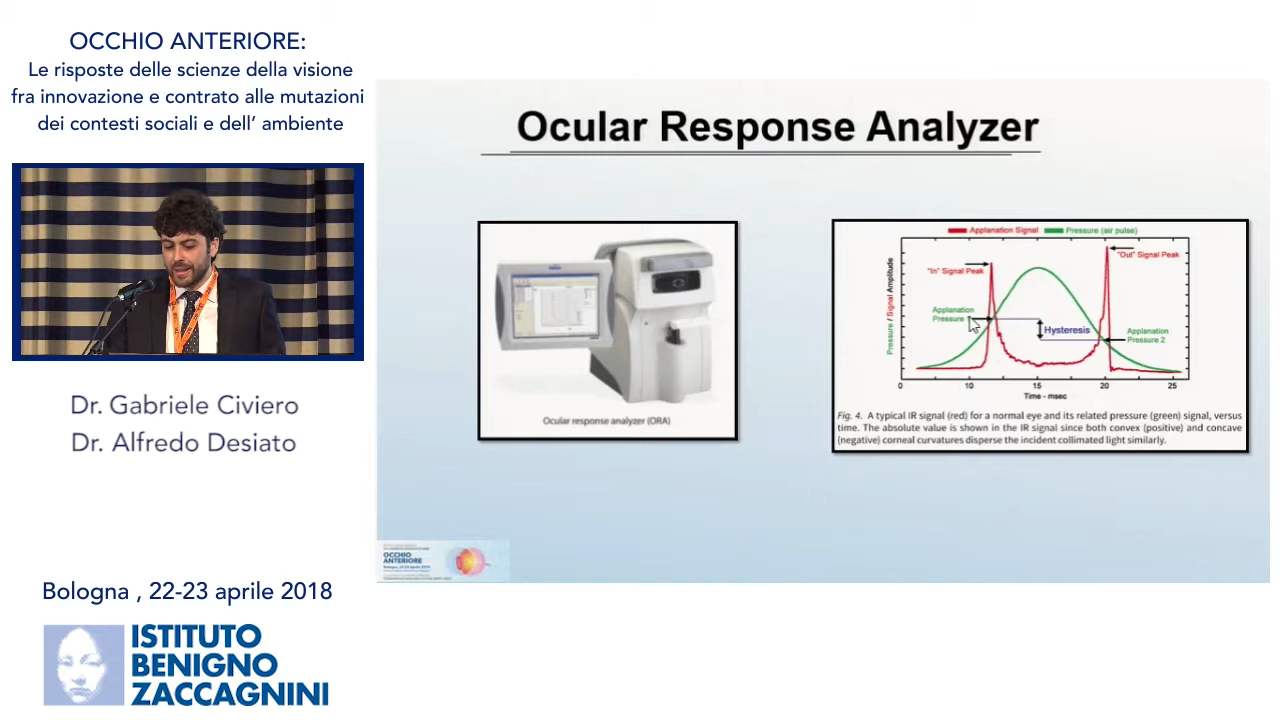 OCCHIO ANTERIORE:
Le risposte delle scienze della visione
fra innovazione e contrato alle mutazioni
dei contesti sociali e dell’ ambiente
Dr. Gabriele Civiero
Dr. Alfredo Desiato
Bologna , 22-23 aprile 2018
ISTITUTO
BENIGNO
ZACCAGNINI
Ocular Response Analyzer
Ocular response analyzer (ORA)
Applanation Signal
Pressure (air pulse)
"In" Signal Peak
"Out" Signal Peak
Applanation
Pressure 1
Hysteresis
Applanation
Pressure 2
Pressure / Signal Amplitude
0 10 15 20 25
Time - msec
Fig. 4. A typical IR signal (red) for a normal eye and its related pressure (green) signal, versus
time. The absolute value is shown in the IR signal since both convex (positive) and concave
(negative) corneal curvatures disperse the incident collimated light similarly.
OCCHIO
ANTERIORE